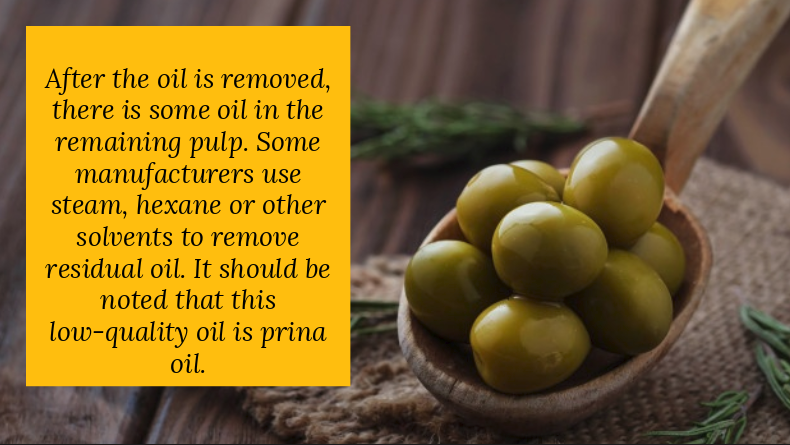 After the oil is removed,
there is some oil in the
remaining pulp. Some
manufacturers use
steam, hexane or other
solvents to remove
residual oil. It should be
noted that this
low-quality oil is prina
oil.